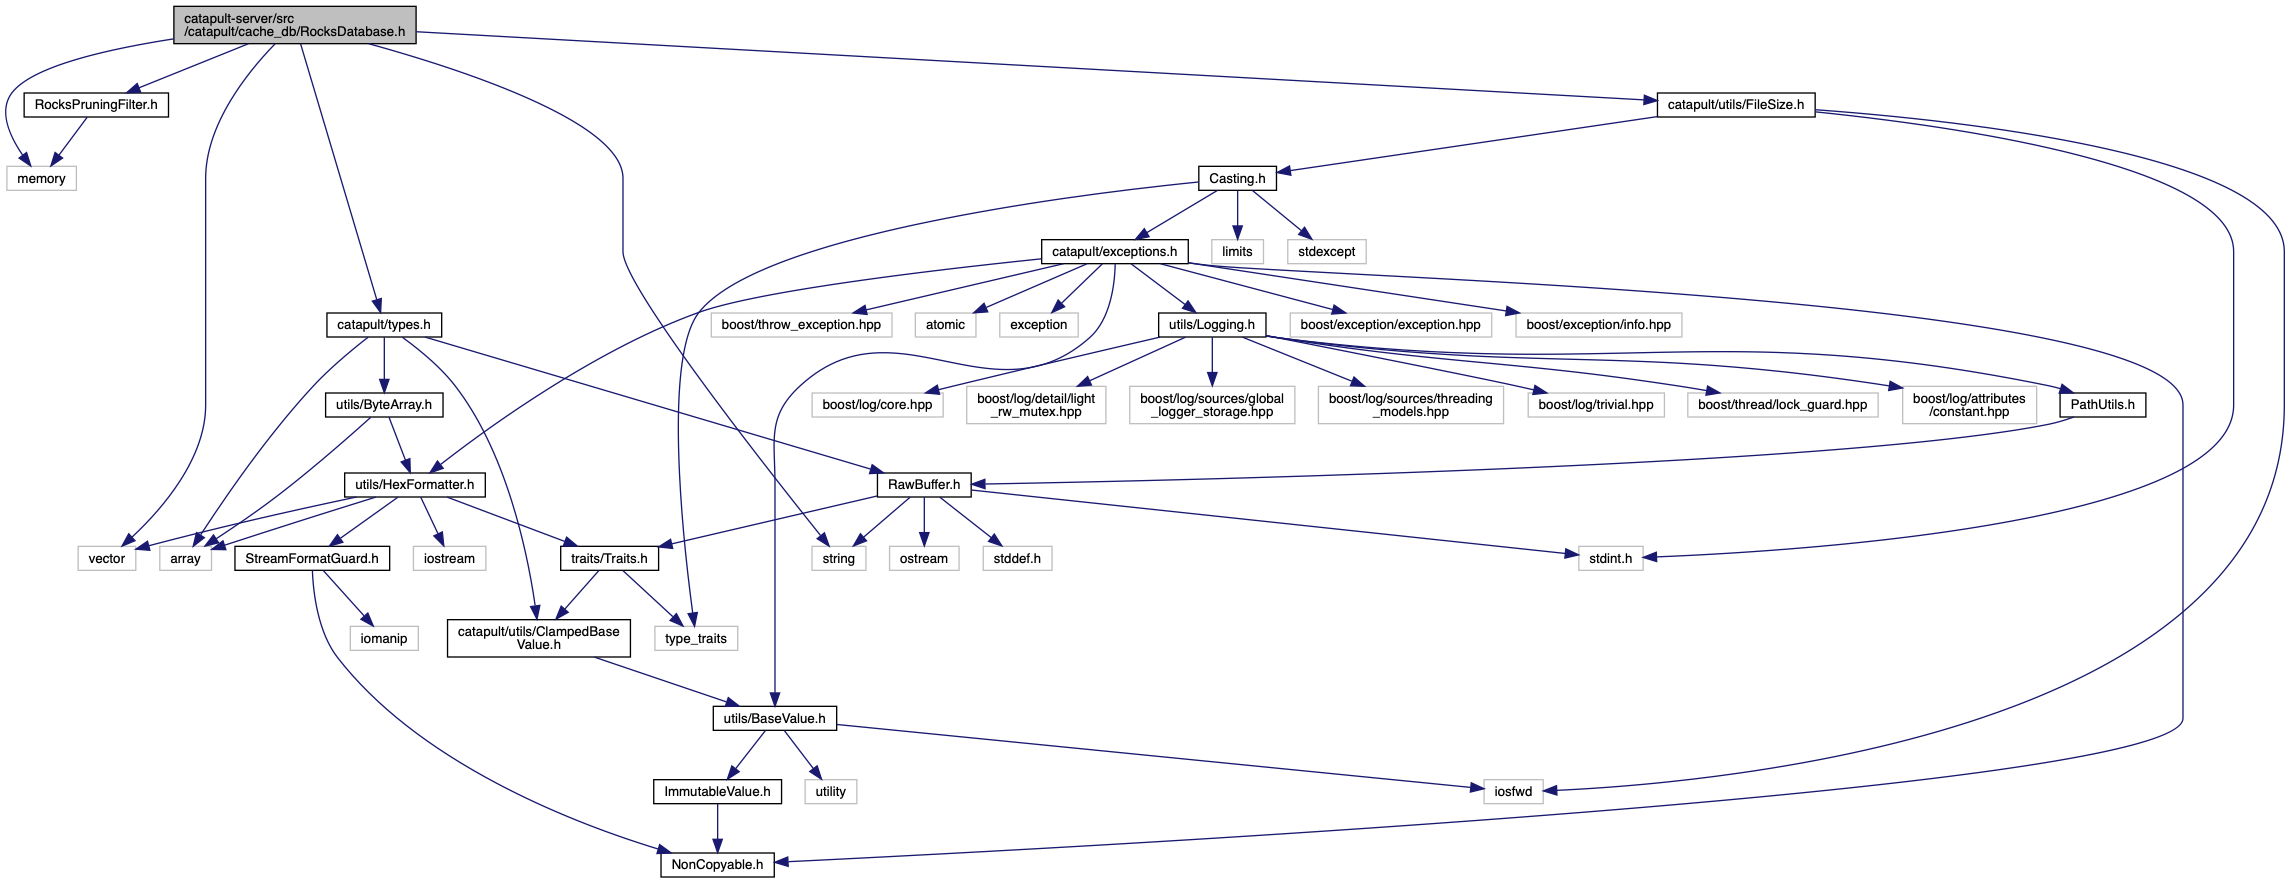 catapult-server/src
/catapult/cache_db/RocksDatabase.h
RocksPruningFilter.h
catapult/utils/FileSize.h
memory
Casting.h
catapult/exceptions.h
limits
stdexcept
catapult/types.h
boost/throw_exception.hpp
atomic
exception
utils/Logging.h
boost/exception/exception.hpp
boost/exception/info.hpp
utils/ByteArray.h
boost/log/core.hpp
boost/log/detail/light
_rw_mutex.hpp
boost/log/sources/global
_logger_storage.hpp
boost/log/sources/threading
_models.hpp
boost/log/trivial.hpp
boost/thread/lock_guard.hpp
boost/log/attributes
/constant.hpp
PathUtils.h
utils/HexFormatter.h
RawBuffer.h
vector
array
StreamFormatGuard.h
iostream
traits/Traits.h
string
ostream
stddef.h
stdint.h
iomanip
catapult/utils/ClampedBase
Value.h
type_traits
utils/BaseValue.h
ImmutableValue.h
utility
iosfwd
NonCopyable.h